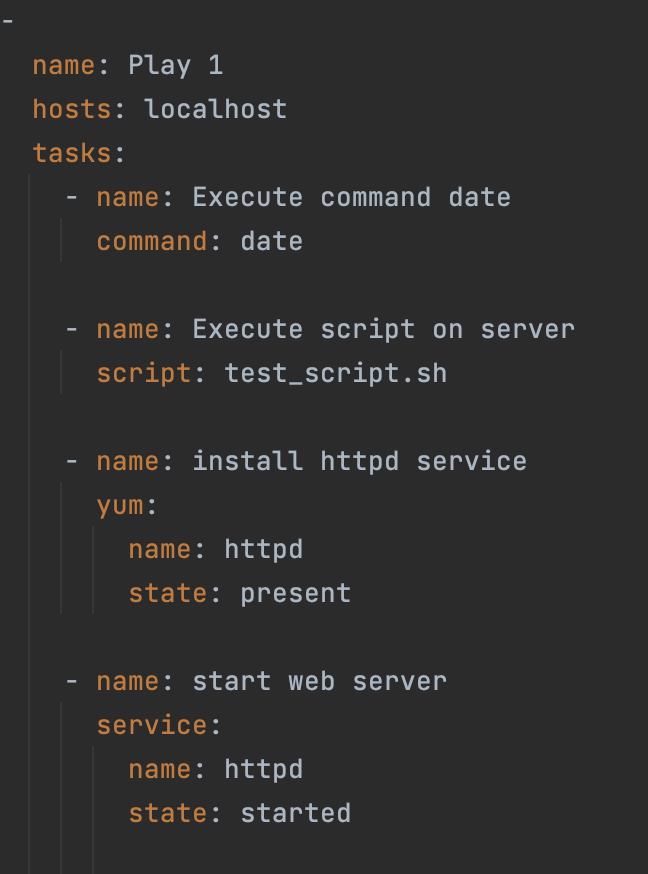 -
name: Play 1
hosts: localhost
tasks:
- name: Execute command date
command: date
- name: Execute script on server
script: test_script.sh
- name: install httpd service
yum:
name: httpd
state: present
- name: start web server
service:
name: httpd
state: started